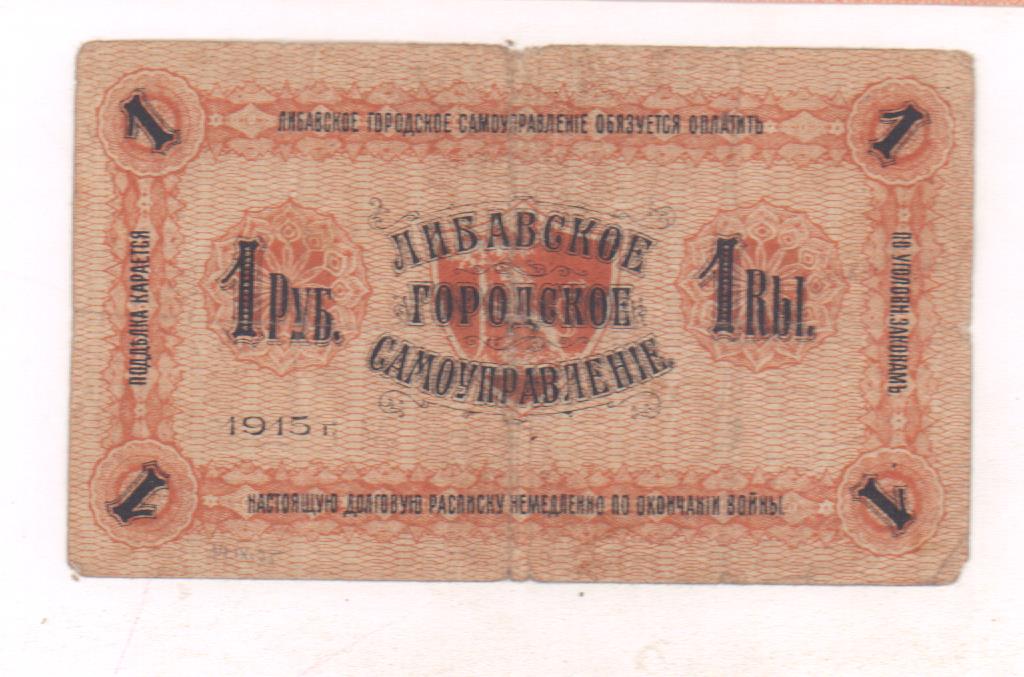 1
1
ЛИБАВСКОЕ ГОРОДСКОЕ САМОУПРАВЛЕНІЕ ОБЯЗУЕТСЯ ОПЛАТИТЬ
ПОДДѢЛКА КАРАЕТСЯ
ПО УГОЛОВН. ЗАКОНАМЪ
ЛИБАВСКОЕ
ГОРОДСКОЕ
САМОУПРАВЛЕНІЕ.
1 РУБ.
1 RЫ.
1915 г.
НАСТОЯЩУЮ ДОЛГОВУЮ РАСПИСКУ НЕМЕДЛЕННО ПО ОКОНЧАНІИ ВОЙНЫ.
1
1